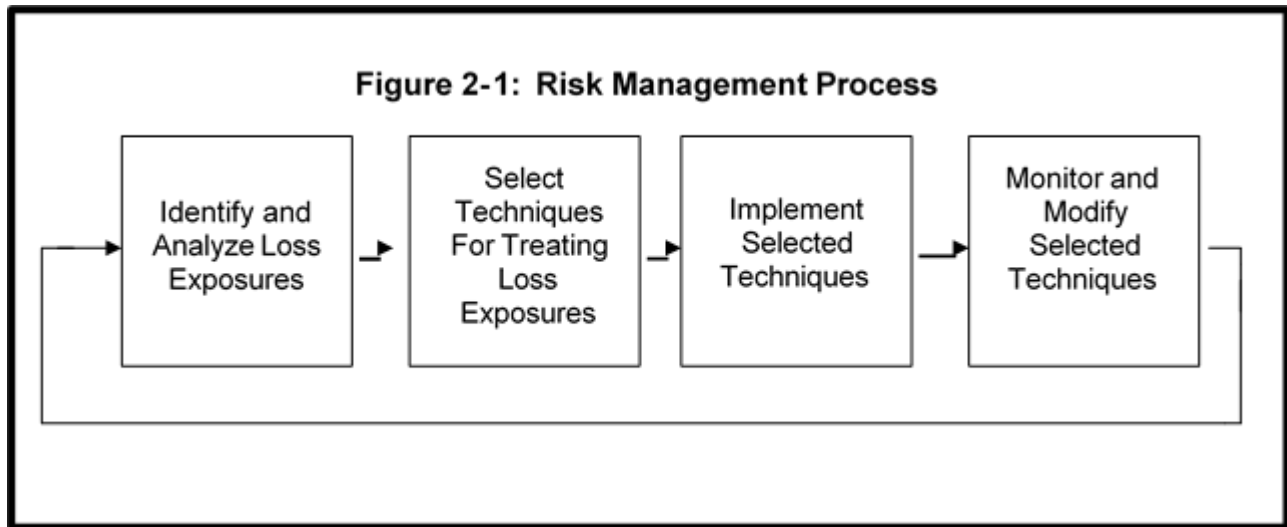 Figure 2-1: Risk Management Process
Identify and
Analyze Loss
Exposures
Select
Techniques
For Treating
Loss
Exposures
Implement
Selected
Techniques
Monitor and
Modify
Selected
Techniques